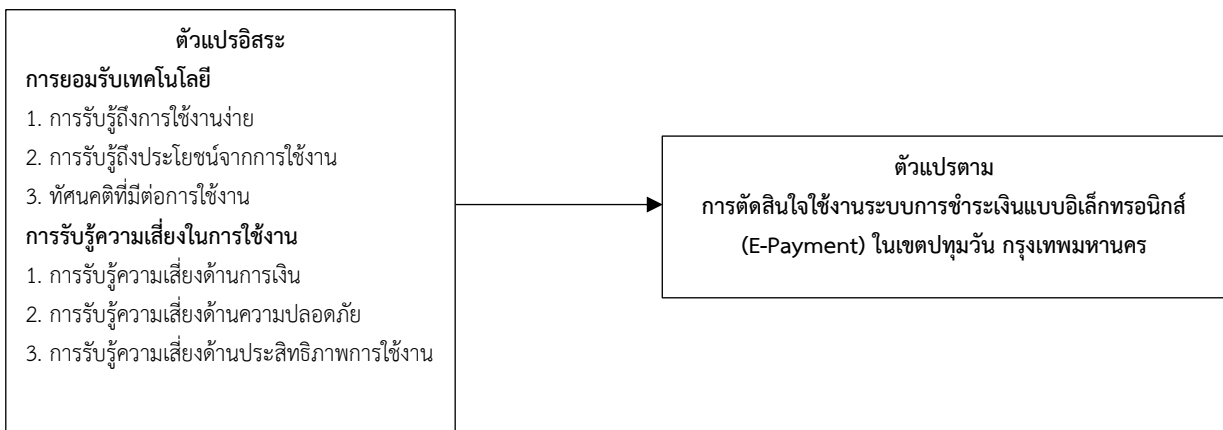 ตัวแปรอิสระ
การยอมรับเทคโนโลยี
1. การรับรู้ถึงการใช้งานง่าย
2. การรับรู้ถึงประโยชน์จากการใช้งาน
3. ทัศนคติที่มีต่อการใช้งาน
การรับรู้ความเสี่ยงในการใช้งาน
1. การรับรู้ความเสี่ยงด้านการเงิน
2. การรับรู้ความเสี่ยงด้านความปลอดภัย
3. การรับรู้ความเสี่ยงด้านประสิทธิภาพการใช้งาน
ตัวแปรตาม
การตัดสินใจใช้งานระบบการชำระเงินแบบอิเล็กทรอนิกส์
(E-Payment) ในเขตปทุมวัน กรุงเทพมหานคร